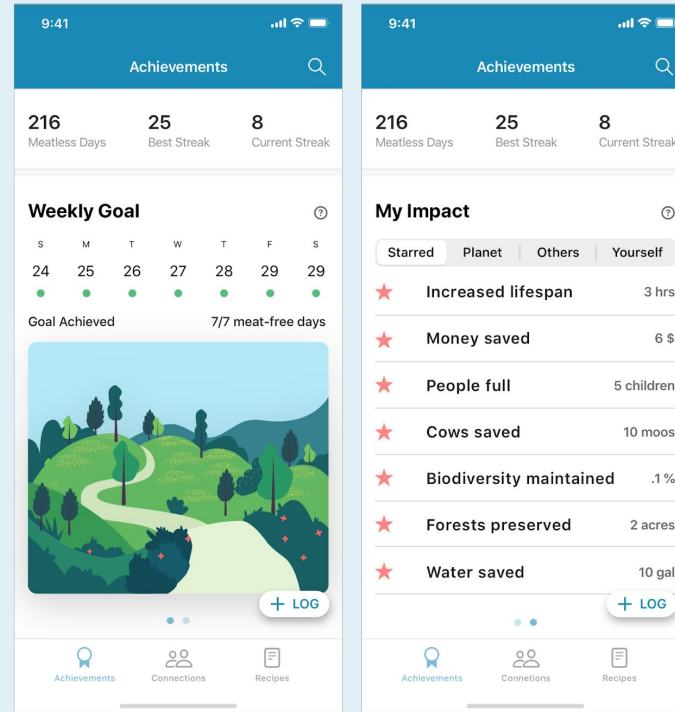 9:41
Achievements
216 25 8
Meatless Days Best Streak Current Streak
Weekly Goal
S M T W T F S
24 25 26 27 28 29 29
Goal Achieved 7/7 meat-free days
+ LOG
Achievements Connections Recipes
9:41
Achievements
216 25 8
Meatless Days Best Streak Current Streak
My Impact
Starred Planet Others Yourself
Increased lifespan 3 hrs
Money saved 6 $
People full 5 children
Cows saved 10 moos
Biodiversity maintained .1 %
Forests preserved 2 acres
Water saved 10 gal
+ LOG
Achievements Connetions Recipes